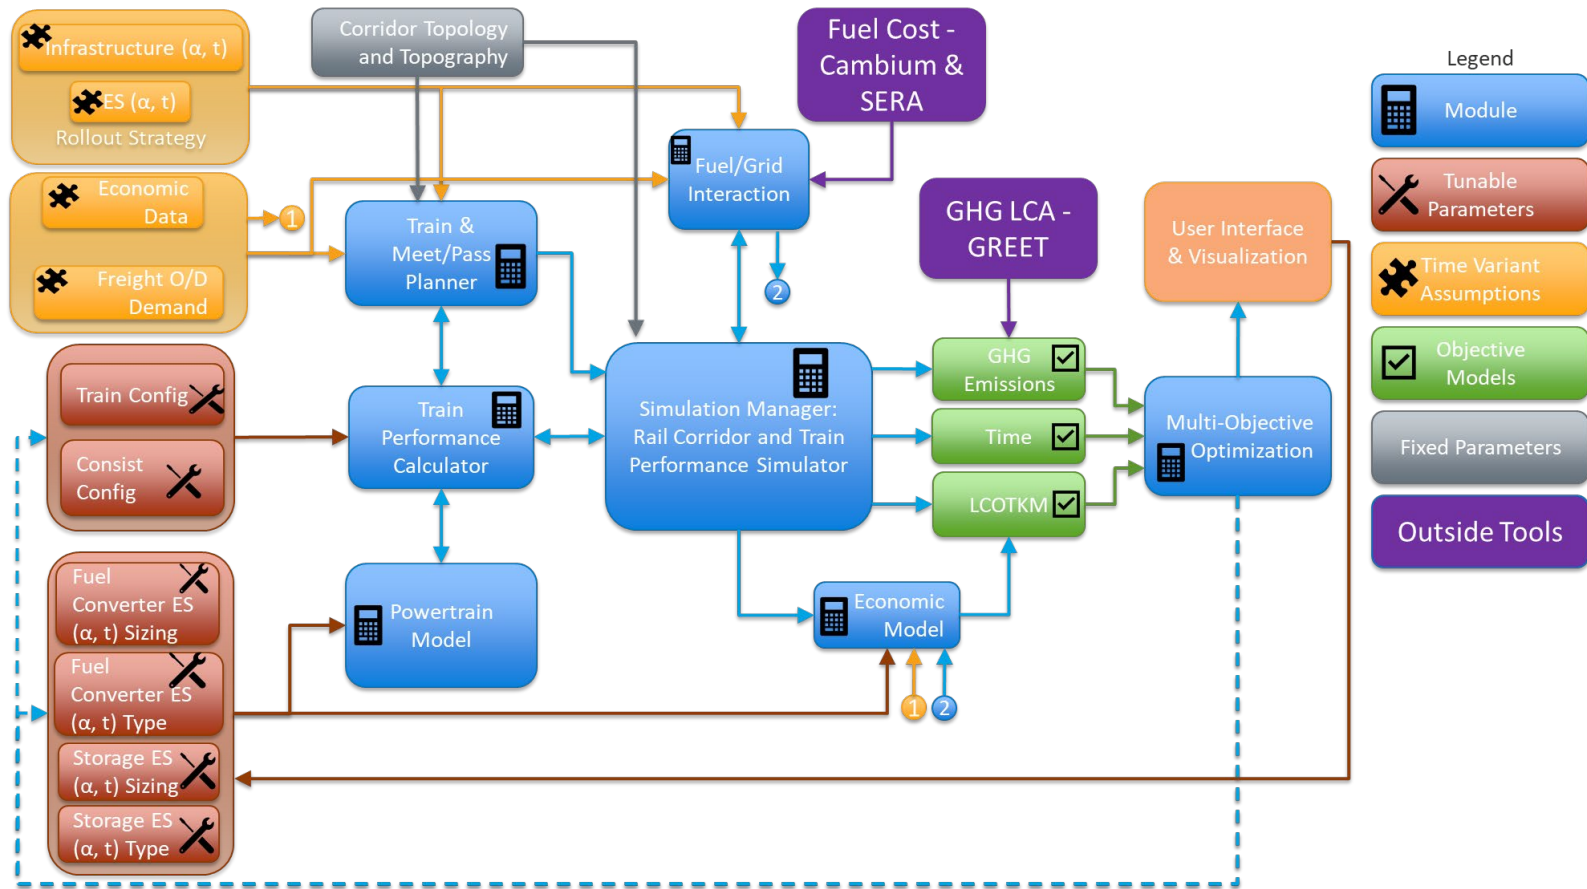 Infrastructure (α, t)
ES (α, t)
Rollout Strategy
Economic
Data
1
Freight O/D
Demand
Corridor Topology
and Topography
Fuel Cost -
Cambium &
SERA
Fuel/Grid
Interaction
2
Train &
Meet/Pass
Planner
GHG LCA -
GREET
User Interface
& Visualization
Train Config
Consist
Config
Train
Performance
Calculator
Simulation Manager:
Rail Corridor and Train
Performance Simulator
GHG
Emissions
Time
LCOTKM
Multi-Objective
Optimization
Fuel
Converter ES
(α, t) Sizing
Fuel
Converter ES
(α, t) Type
Storage ES
(α, t) Sizing
Storage ES
(α, t) Type
Powertrain
Model
Economic
Model
1
2
Legend
Module
Tunable
Parameters
Time Variant
Assumptions
Objective
Models
Fixed Parameters
Outside Tools